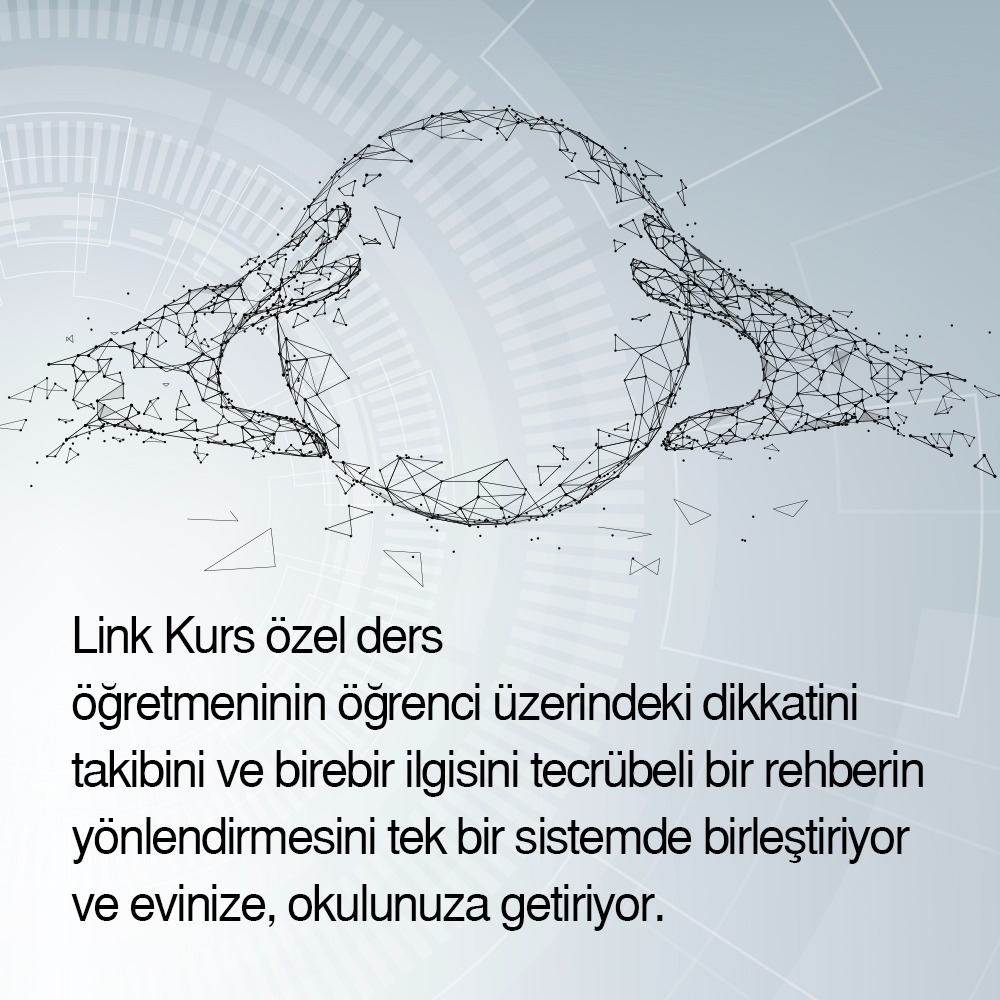 Link Kurs özel ders
öğretmeninin öğrenci üzerindeki dikkatini
takibini ve birebir ilgisini tecrübeli bir rehberin
yönlendirmesini tek bir sistemde birleştiriyor
ve evinize, okulunuza getiriyor.